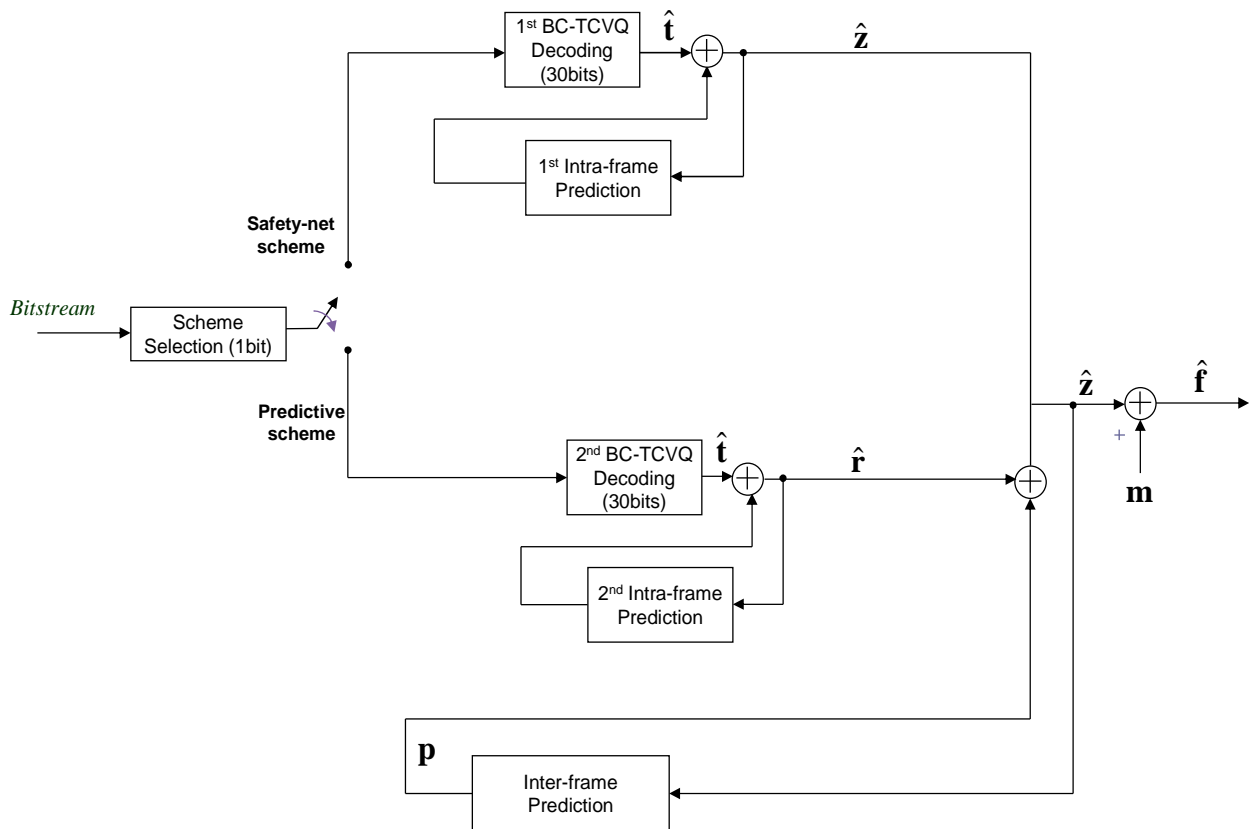 1st BC-TCVQ
Decoding
(30bits)
t̂
ẑ
1st Intra-frame
Prediction
Safety-net
scheme
Bitstream
Scheme
Selection (1bit)
Predictive
scheme
2nd BC-TCVQ
Decoding
(30bits)
t̂
r̂
ẑ
f̂
+
m
2nd Intra-frame
Prediction
p
Inter-frame
Prediction